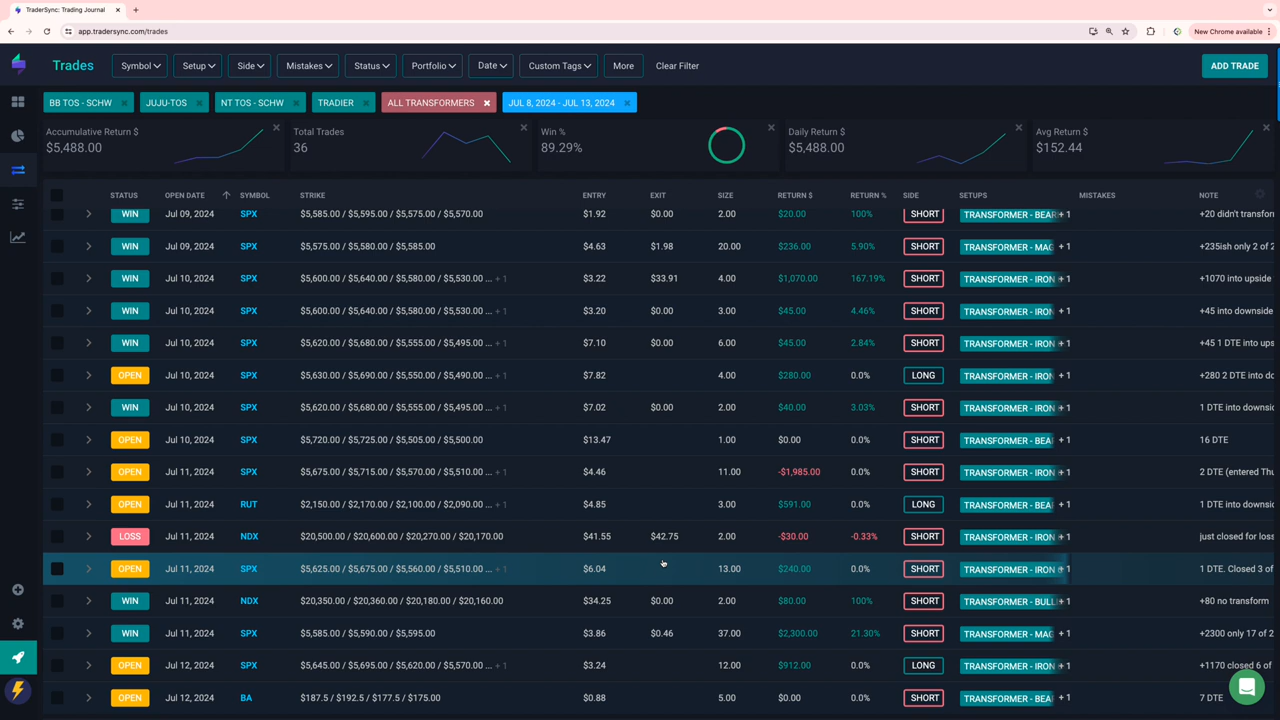 TraderSync: Trading Journal
app.tradersync.com/trades
New Chrome available
Trades
Symbol Setup Side Mistakes Status Portfolio Date Custom Tags More Clear Filter ADD TRADE
BB TOS - SCHW JUJU-TOS NT TOS - SCHW TRADIER ALL TRANSFORMERS JUL 8, 2024 - JUL 13, 2024
Accumulative Return $ Total Trades Win % Daily Return $ Avg Return $
$5,488.00 36 89.29% $5,488.00 $152.44
STATUS OPEN DATE SYMBOL STRIKE ENTRY EXIT SIZE RETURN $ RETURN % SIDE SETUPS MISTAKES NOTE
WIN Jul 09, 2024 SPX $5,585.00 / $5,595.00 / $5,575.00 / $5,570.00 $1.92 $0.00 2.00 $20.00 100% SHORT TRANSFORMER - BEAR + 1 +20 didn't transfor
WIN Jul 09, 2024 SPX $5,575.00 / $5,580.00 / $5,585.00 $4.63 $1.98 20.00 $236.00 5.90% SHORT TRANSFORMER - MAG + 1 +235ish only 2 of 2
WIN Jul 10, 2024 SPX $5,600.00 / $5,640.00 / $5,580.00 / $5,530.00 ... + 1 $3.22 $33.91 4.00 $1,070.00 167.19% SHORT TRANSFORMER - IRON + 1 +1070 into upside
WIN Jul 10, 2024 SPX $5,600.00 / $5,640.00 / $5,580.00 / $5,530.00 ... + 1 $3.20 $0.00 3.00 $45.00 4.46% SHORT TRANSFORMER - IRON + 1 +45 into downside
WIN Jul 10, 2024 SPX $5,620.00 / $5,680.00 / $5,555.00 / $5,495.00 ... + 1 $7.10 $0.00 6.00 $45.00 2.84% SHORT TRANSFORMER - IRON + 1 +45 1 DTE into ups
OPEN Jul 10, 2024 SPX $5,630.00 / $5,690.00 / $5,550.00 / $5,490.00 ... + 1 $7.82 4.00 $280.00 0.0% LONG TRANSFORMER - IRON + 1 +280 2 DTE into do
WIN Jul 10, 2024 SPX $5,620.00 / $5,680.00 / $5,555.00 / $5,495.00 ... + 1 $7.02 $0.00 2.00 $40.00 3.03% SHORT TRANSFORMER - IRON + 1 1 DTE into downsid
OPEN Jul 10, 2024 SPX $5,720.00 / $5,725.00 / $5,505.00 / $5,500.00 $13.47 1.00 $0.00 0.0% SHORT TRANSFORMER - BEA + 1 16 DTE
OPEN Jul 11, 2024 SPX $5,675.00 / $5,715.00 / $5,570.00 / $5,510.00 ... + 1 $4.46 11.00 -$1,985.00 0.0% SHORT TRANSFORMER - IRON + 1 2 DTE (entered Thu
OPEN Jul 11, 2024 RUT $2,150.00 / $2,170.00 / $2,100.00 / $2,090.00 ... + 1 $4.85 3.00 $591.00 0.0% LONG TRANSFORMER - BEA + 1 1 DTE into downsid
LOSS Jul 11, 2024 NDX $20,500.00 / $20,600.00 / $20,270.00 / $20,170.00 $41.55 $42.75 2.00 -$30.00 -0.33% SHORT TRANSFORMER - IRON + 1 just closed for loss
OPEN Jul 11, 2024 SPX $5,625.00 / $5,675.00 / $5,560.00 / $5,510.00 ... + 1 $6.04 13.00 $240.00 0.0% SHORT TRANSFORMER - IRON + 1 1 DTE. Closed 3 of
WIN Jul 11, 2024 NDX $20,350.00 / $20,360.00 / $20,180.00 / $20,160.00 $34.25 $0.00 2.00 $80.00 100% SHORT TRANSFORMER - BULL + 1 +80 no transform
WIN Jul 11, 2024 SPX $5,585.00 / $5,590.00 / $5,595.00 $3.86 $0.46 37.00 $2,300.00 21.30% SHORT TRANSFORMER - MAG + 1 +2300 only 17 of 2
OPEN Jul 12, 2024 SPX $5,645.00 / $5,695.00 / $5,620.00 / $5,570.00 ... + 1 $3.24 12.00 $912.00 0.0% LONG TRANSFORMER - IRON + 1 +1170 closed 6 of
OPEN Jul 12, 2024 BA $187.5 / $192.5 / $177.5 / $175.00 $0.88 5.00 $0.00 0.0% SHORT TRANSFORMER - BEA + 1 7 DTE